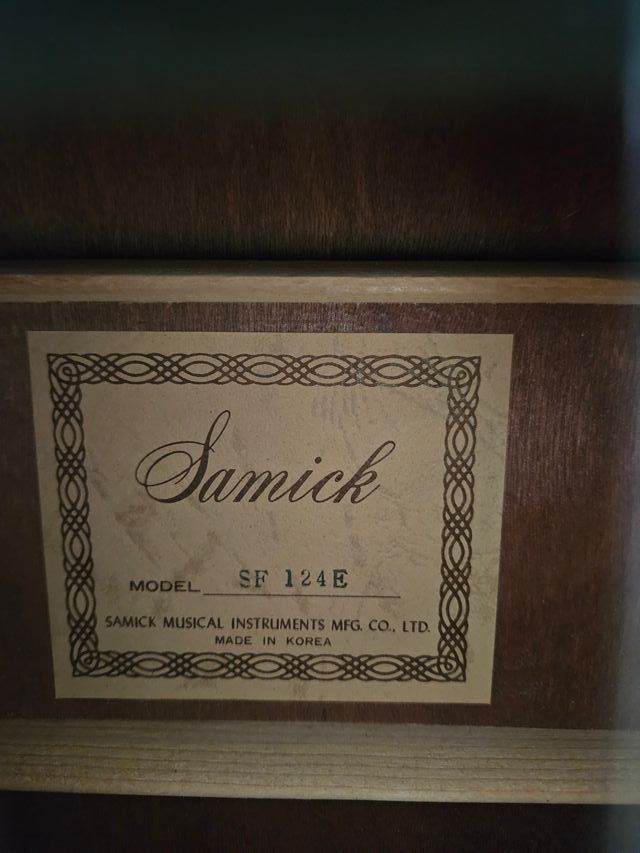 Samick
MODEL SF 124E
SAMICK MUSICAL INSTRUMENTS MFG. CO., LTD.
MADE IN KOREA